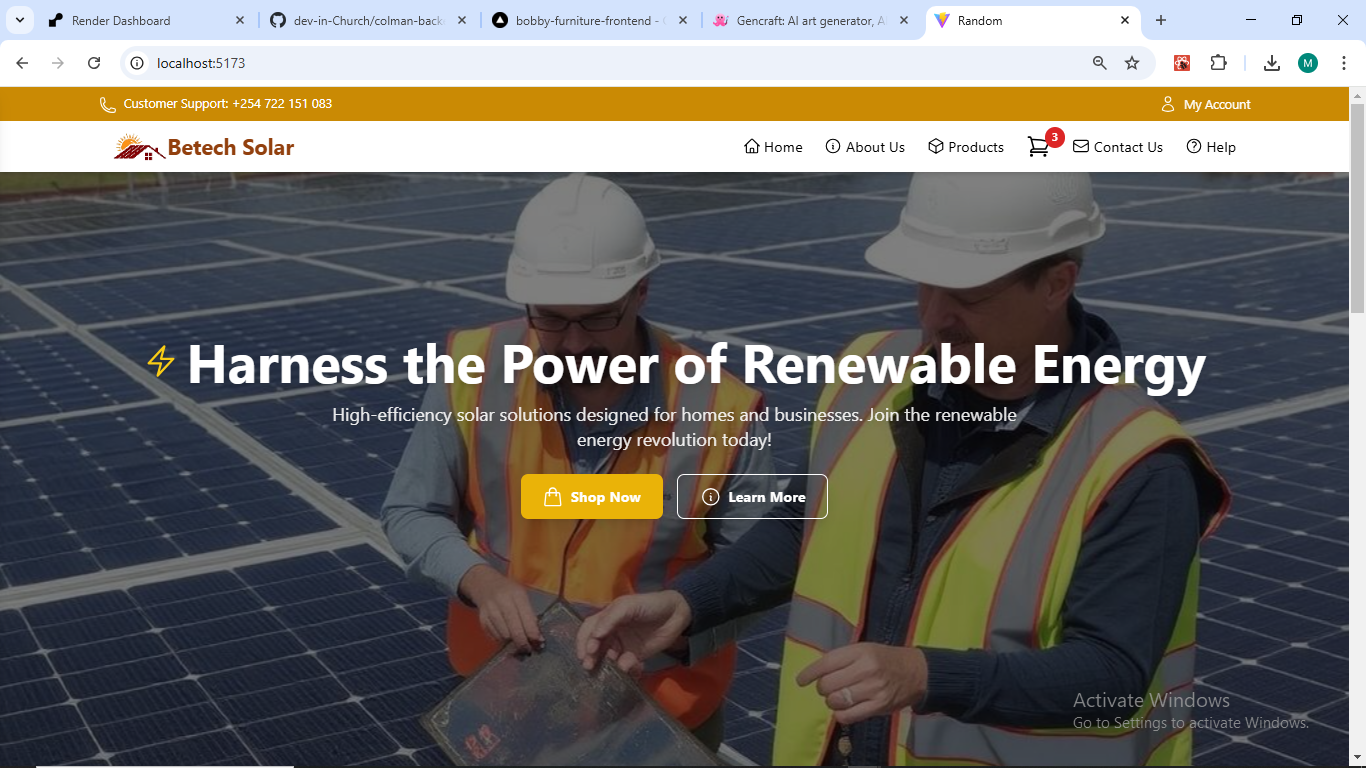 Render Dashboard
dev-in-Church/colman-back
bobby-furniture-frontend -
Gencraft: AI art generator, A
Random
localhost:5173
M
Customer Support: +254 722 151 083
My Account
Betech Solar
Home
About Us
Products
3
Contact Us
Help
Harness the Power of Renewable Energy
High-efficiency solar solutions designed for homes and businesses. Join the renewable
energy revolution today!
Shop Now
Learn More
Activate Windows
Go to Settings to activate Windows.